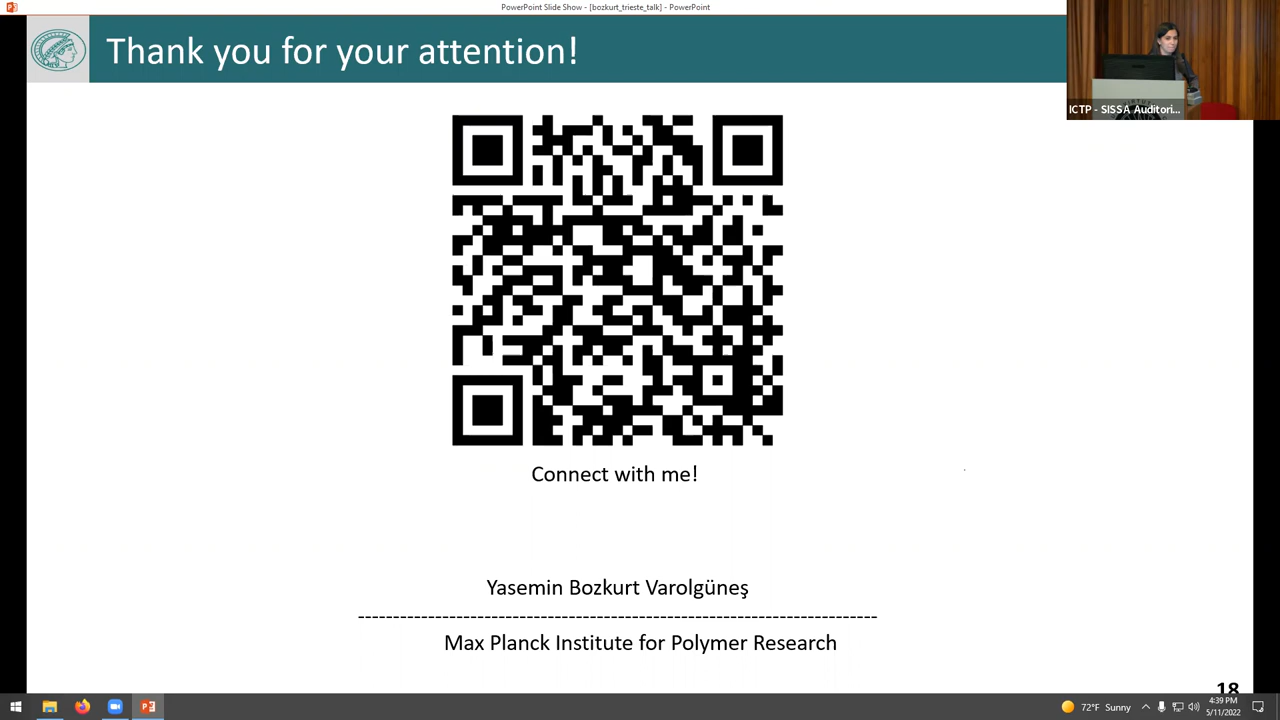 PowerPoint Slide Show - [bozkurt_trieste_talk] - PowerPoint
Thank you for your attention!
ICTP - SISSA Auditori...
Connect with me!
Yasemin Bozkurt Varolgüneş
--------------------------------------------------------------------------
Max Planck Institute for Polymer Research
18
72°F Sunny
4:39 PM
5/11/2022